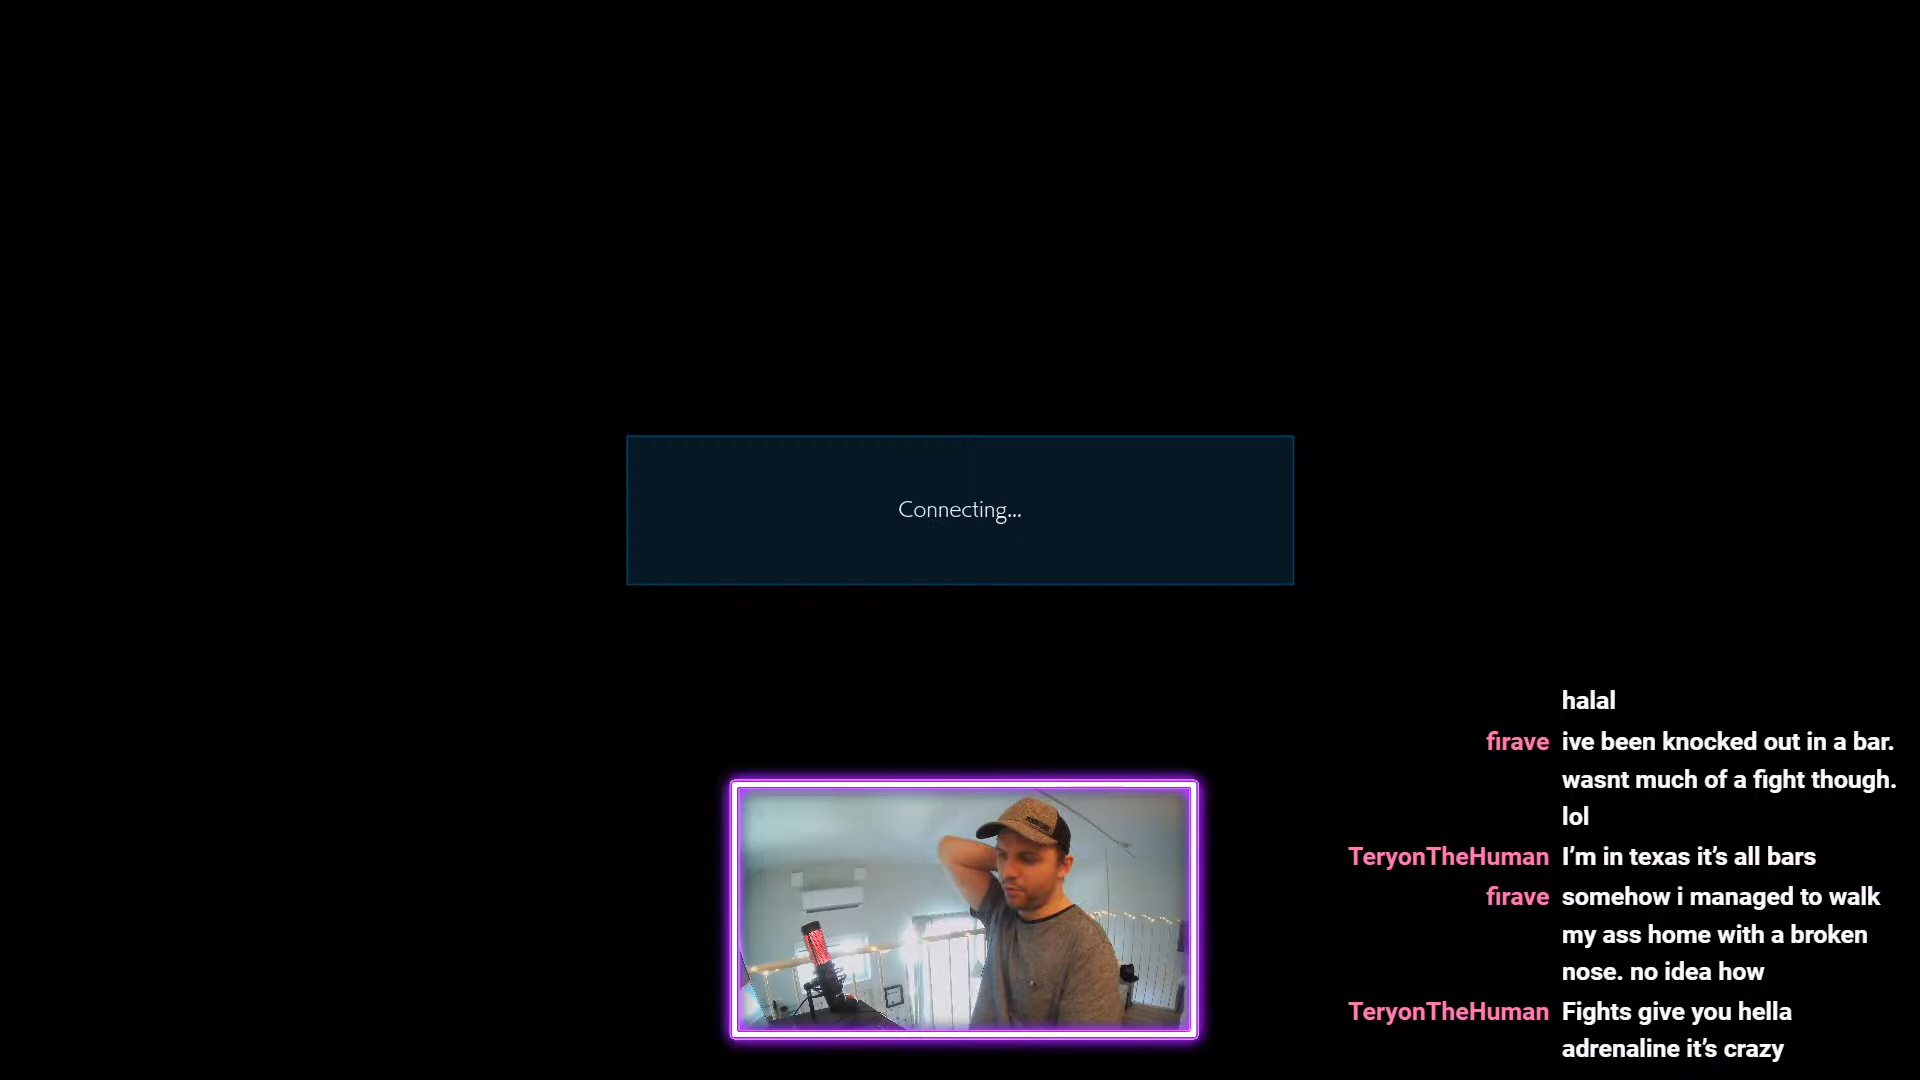 Connecting...
halal
firave ive been knocked out in a bar.
wasnt much of a fight though.
lol
TeryonTheHuman I'm in texas it's all bars
firave somehow i managed to walk
my ass home with a broken
nose. no idea how
TeryonTheHuman Fights give you hella
adrenaline it's crazy